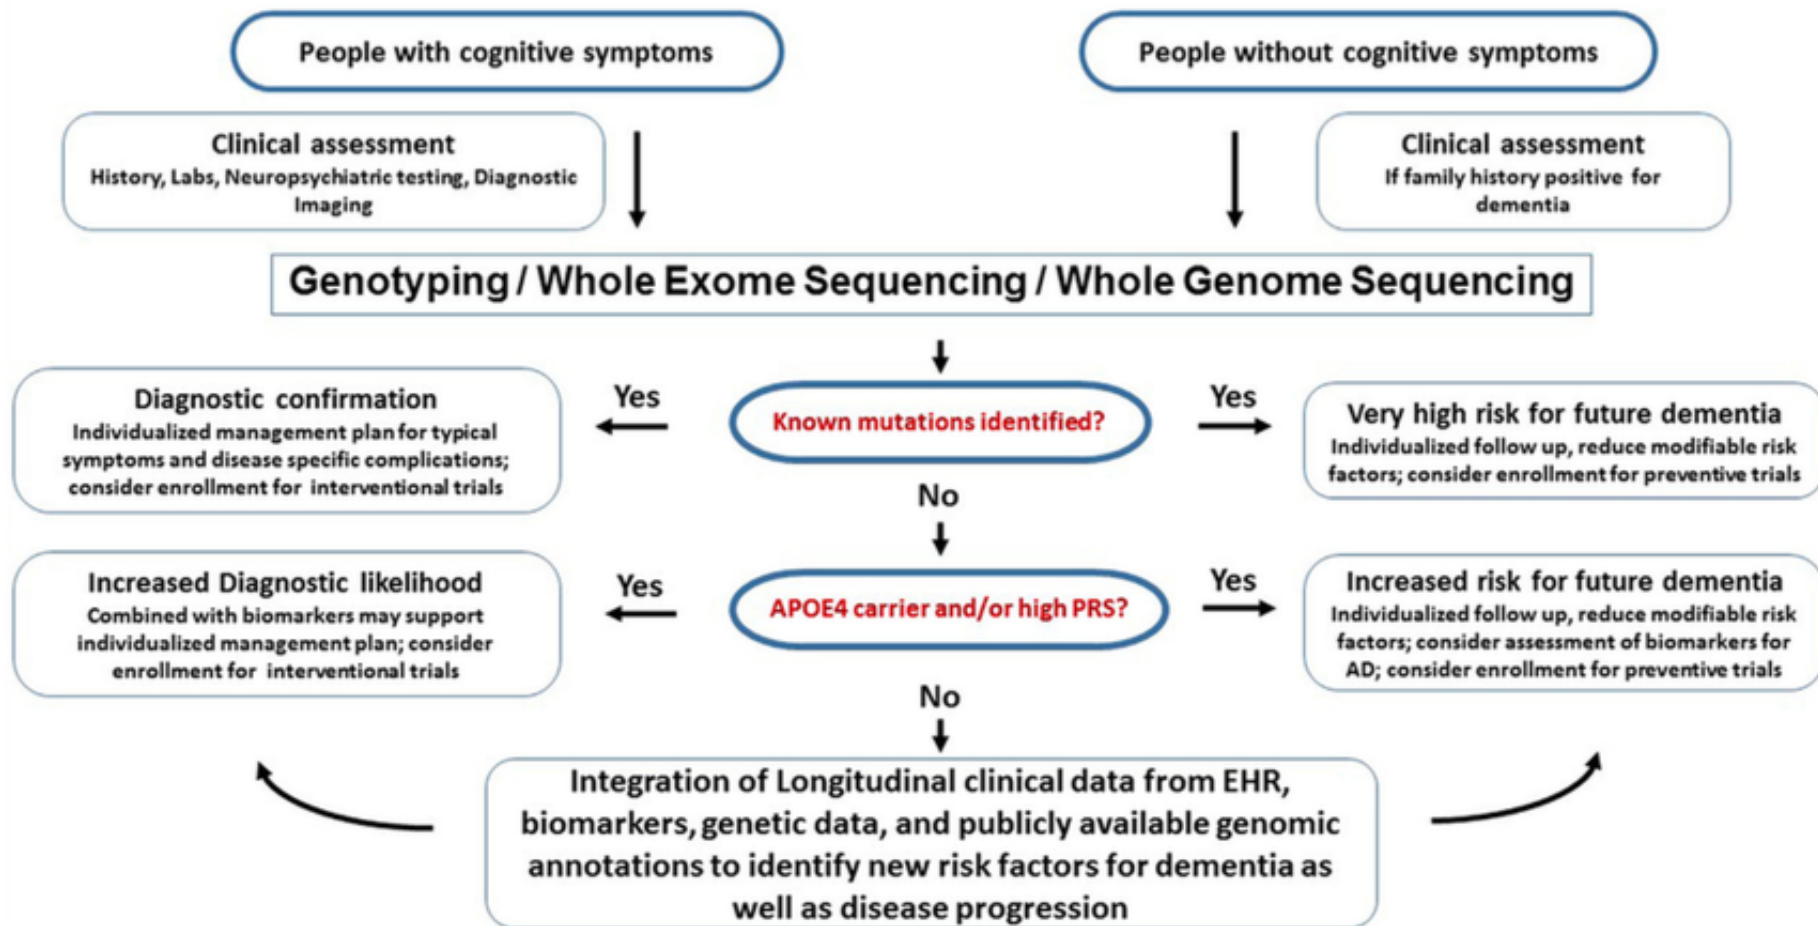 People with cognitive symptoms
People without cognitive symptoms
Clinical assessment
History, Labs, Neuropsychiatric testing, Diagnostic
Imaging
Clinical assessment
If family history positive for
dementia
Genotyping / Whole Exome Sequencing / Whole Genome Sequencing
Diagnostic confirmation
Individualized management plan for typical
symptoms and disease specific complications;
consider enrollment for interventional trials
Yes
Known mutations identified?
Yes
Very high risk for future dementia
Individualized follow up, reduce modifiable risk
factors; consider enrollment for preventive trials
No
Increased Diagnostic likelihood
Combined with biomarkers may support
individualized management plan; consider
enrollment for interventional trials
Yes
APOE4 carrier and/or high PRS?
Yes
Increased risk for future dementia
Individualized follow up, reduce modifiable risk
factors; consider assessment of biomarkers for
AD; consider enrollment for preventive trials
No
Integration of Longitudinal clinical data from EHR,
biomarkers, genetic data, and publicly available genomic
annotations to identify new risk factors for dementia as
well as disease progression